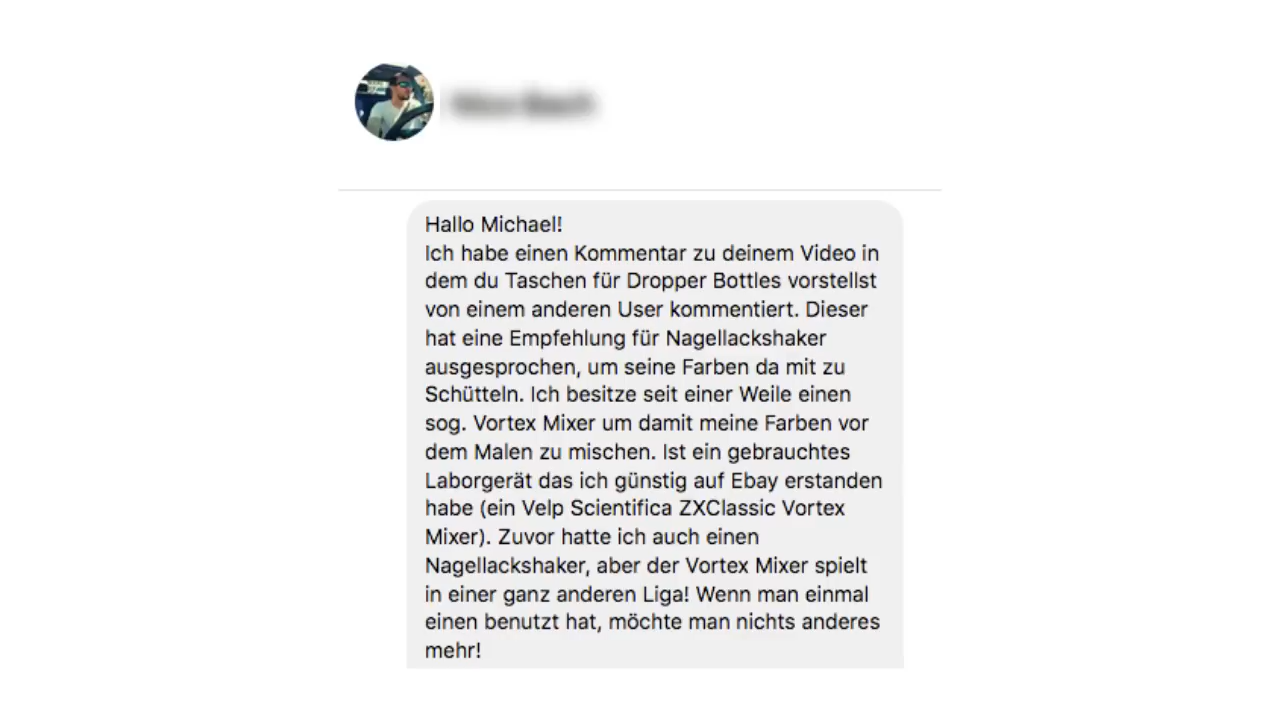 Hallo Michael!
Ich habe einen Kommentar zu deinem Video in
dem du Taschen für Dropper Bottles vorstellst
von einem anderen User kommentiert. Dieser
hat eine Empfehlung für Nagellackshaker
ausgesprochen, um seine Farben da mit zu
Schütteln. Ich besitze seit einer Weile einen
sog. Vortex Mixer um damit meine Farben vor
dem Malen zu mischen. Ist ein gebrauchtes
Laborgerät das ich günstig auf Ebay erstanden
habe (ein Velp Scientifica ZXClassic Vortex
Mixer). Zuvor hatte ich auch einen
Nagellackshaker, aber der Vortex Mixer spielt
in einer ganz anderen Liga! Wenn man einmal
einen benutzt hat, möchte man nichts anderes
mehr!